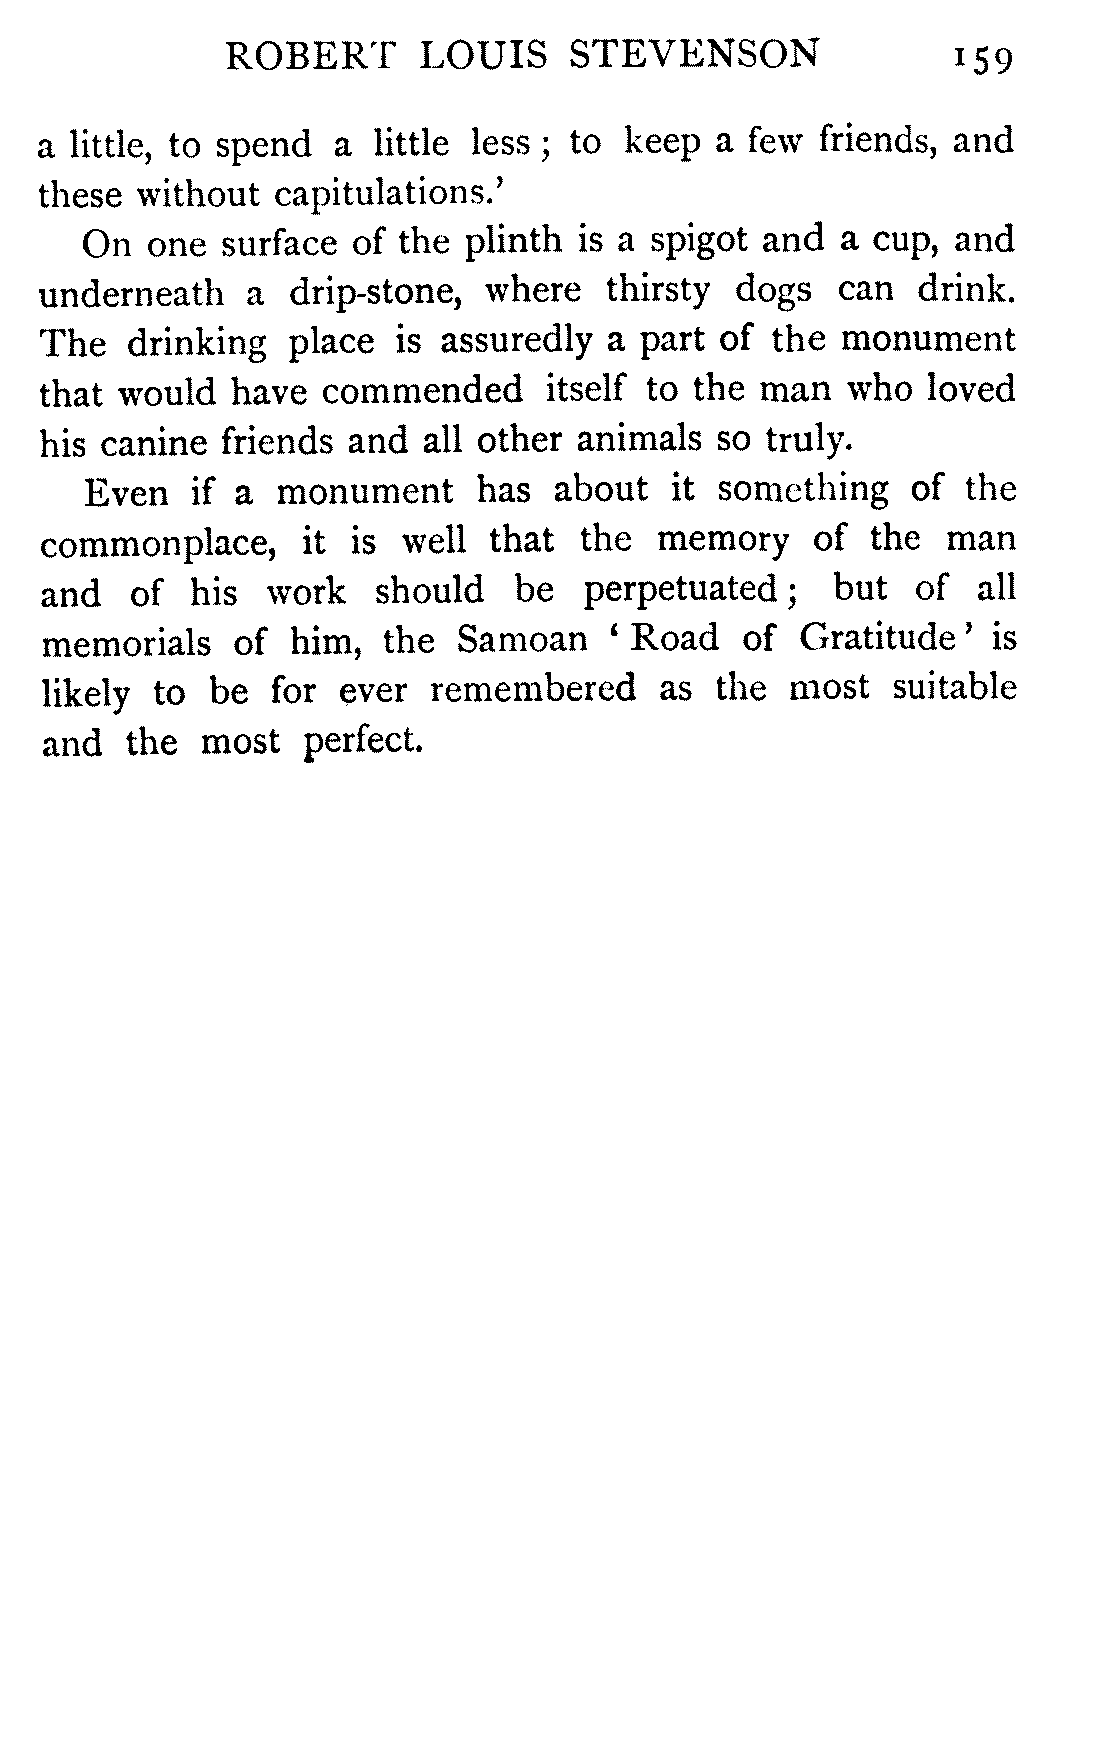 ROBERT LOUIS STEVENSON 159
a little, to spend a little less ; to keep a few friends, and
these without capitulations.’
On one surface of the plinth is a spigot and a cup, and
underneath a drip-stone, where thirsty dogs can drink.
The drinking place is assuredly a part of the monument
that would have commended itself to the man who loved
his canine friends and all other animals so truly.
Even if a monument has about it something of the
commonplace, it is well that the memory of the man
and of his work should be perpetuated ; but of all
memorials of him, the Samoan ‘ Road of Gratitude ’ is
likely to be for ever remembered as the most suitable
and the most perfect.